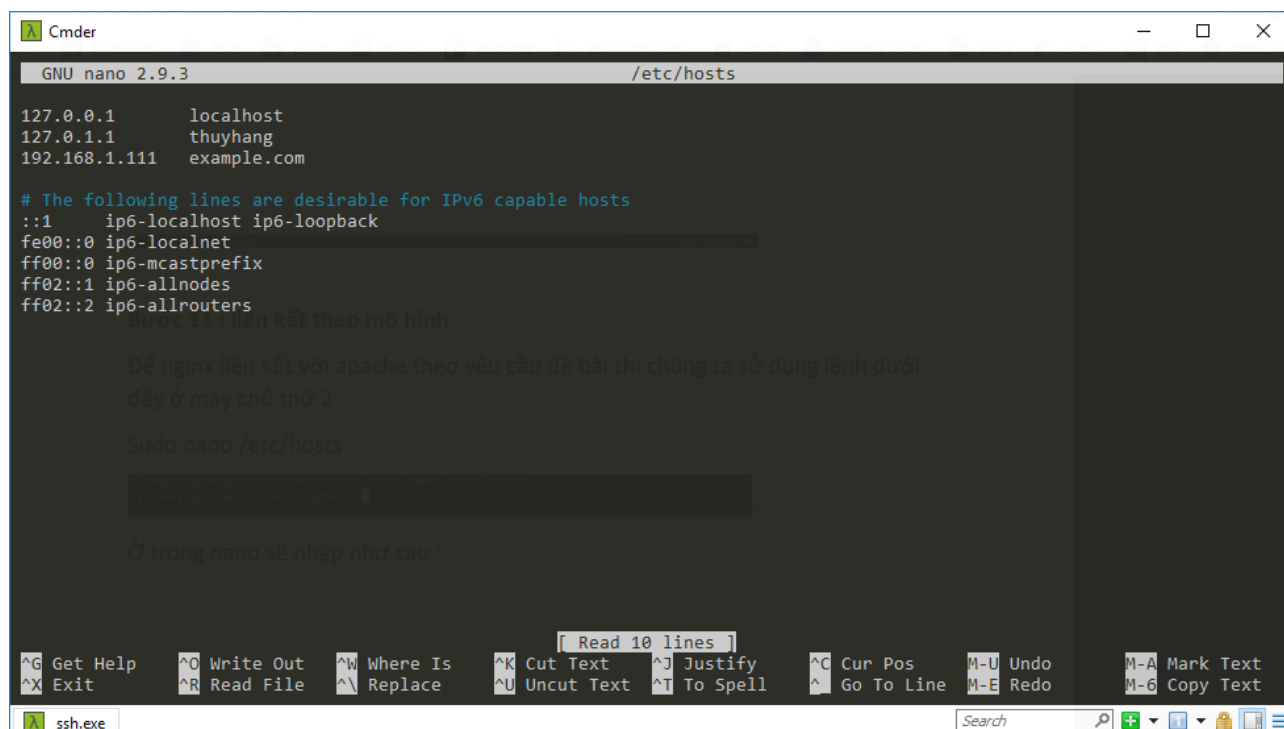 Cmder
GNU nano 2.9.3 /etc/hosts
127.0.0.1 localhost
127.0.1.1 thuyhang
192.168.1.111 example.com
# The following lines are desirable for IPv6 capable hosts
::1 ip6-localhost ip6-loopback
fe00::0 ip6-localnet
ff00::0 ip6-mcastprefix
ff02::1 ip6-allnodes
ff02::2 ip6-allrouters
Bước 11 : liên kết theo mô hình
Để nginx liên kết với apache theo yêu cầu đề bài thì chúng ta sử dụng lệnh dưới
đây ở máy chủ thứ 2
Sudo nano /etc/hosts
Ở trong nano sẽ nhập như sau :
[ Read 10 lines ]
^G Get Help ^O Write Out ^W Where Is ^K Cut Text ^J Justify ^C Cur Pos M-U Undo M-A Mark Text
^X Exit ^R Read File ^\ Replace ^U Uncut Text ^T To Spell ^_ Go To Line M-E Redo M-6 Copy Text
ssh.exe Search